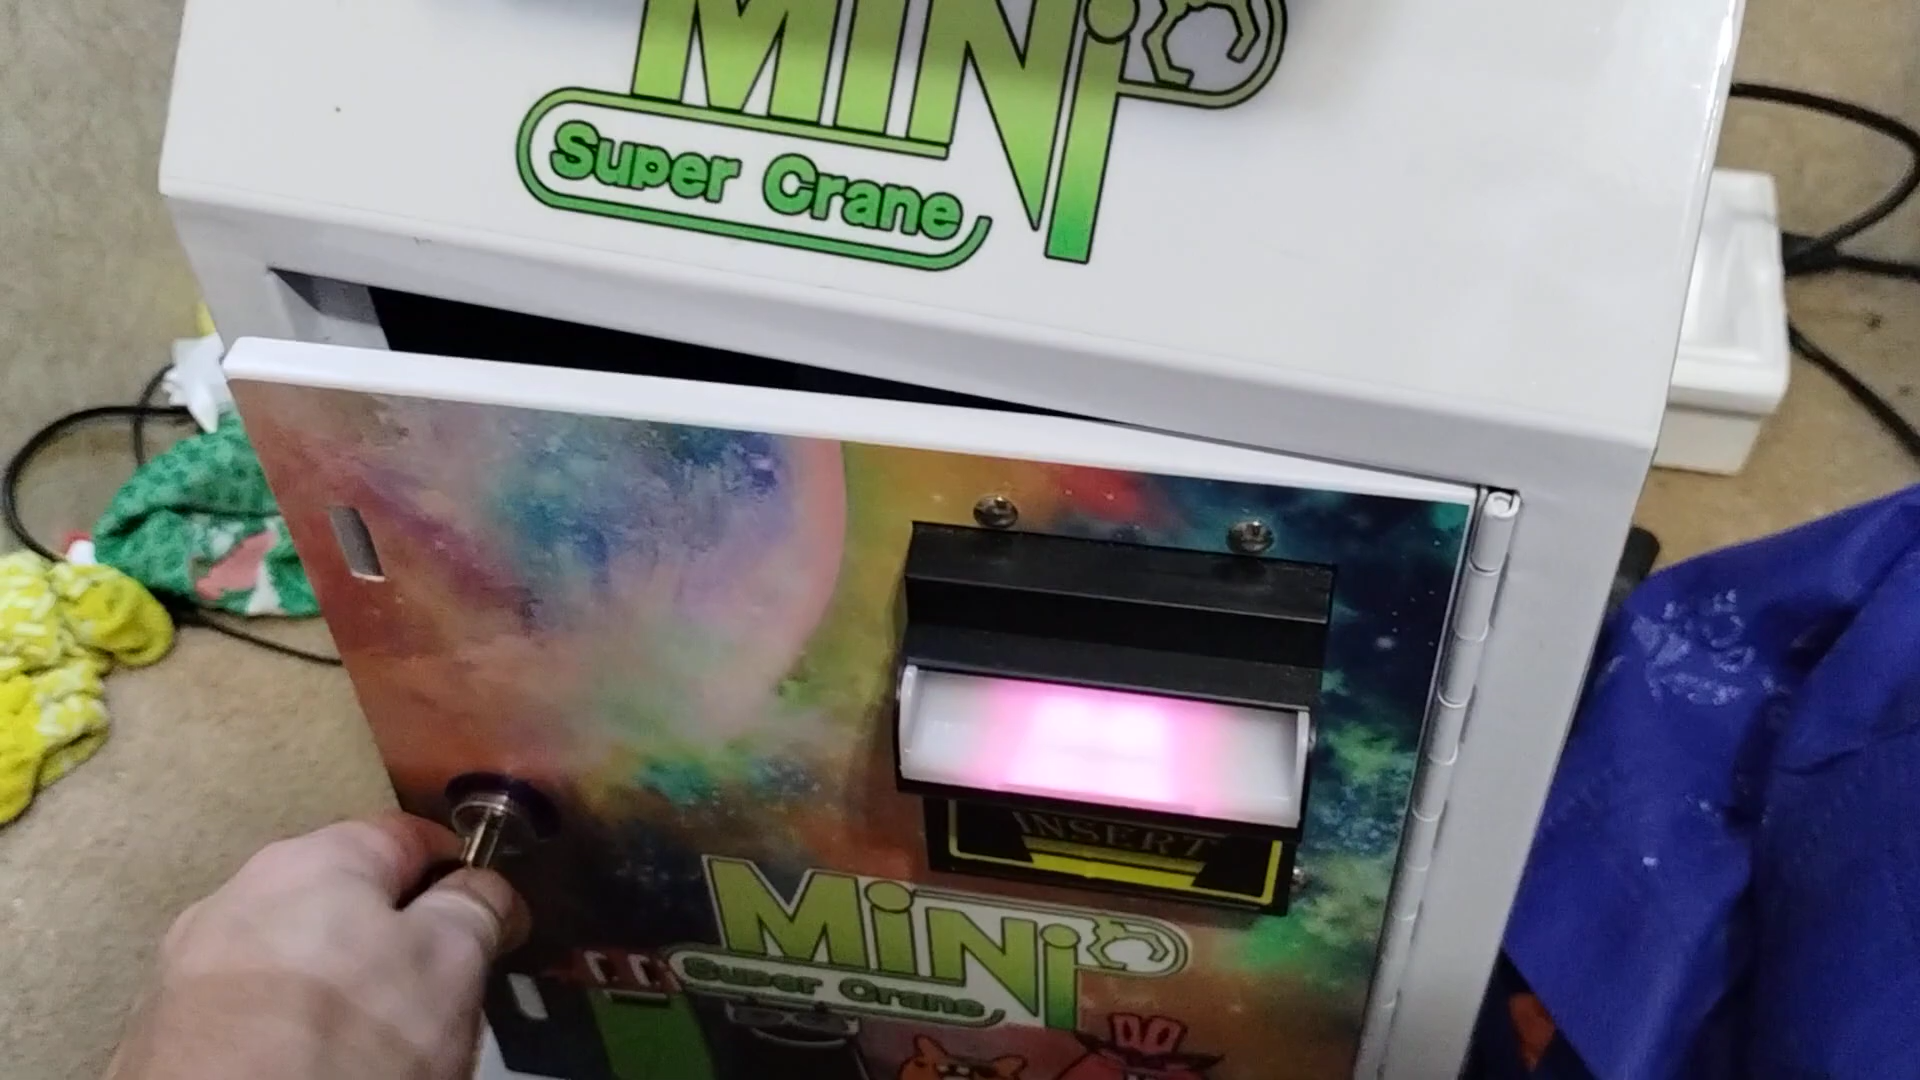 MiNi
Super Crane
INSERT
MiNi
Super Crane